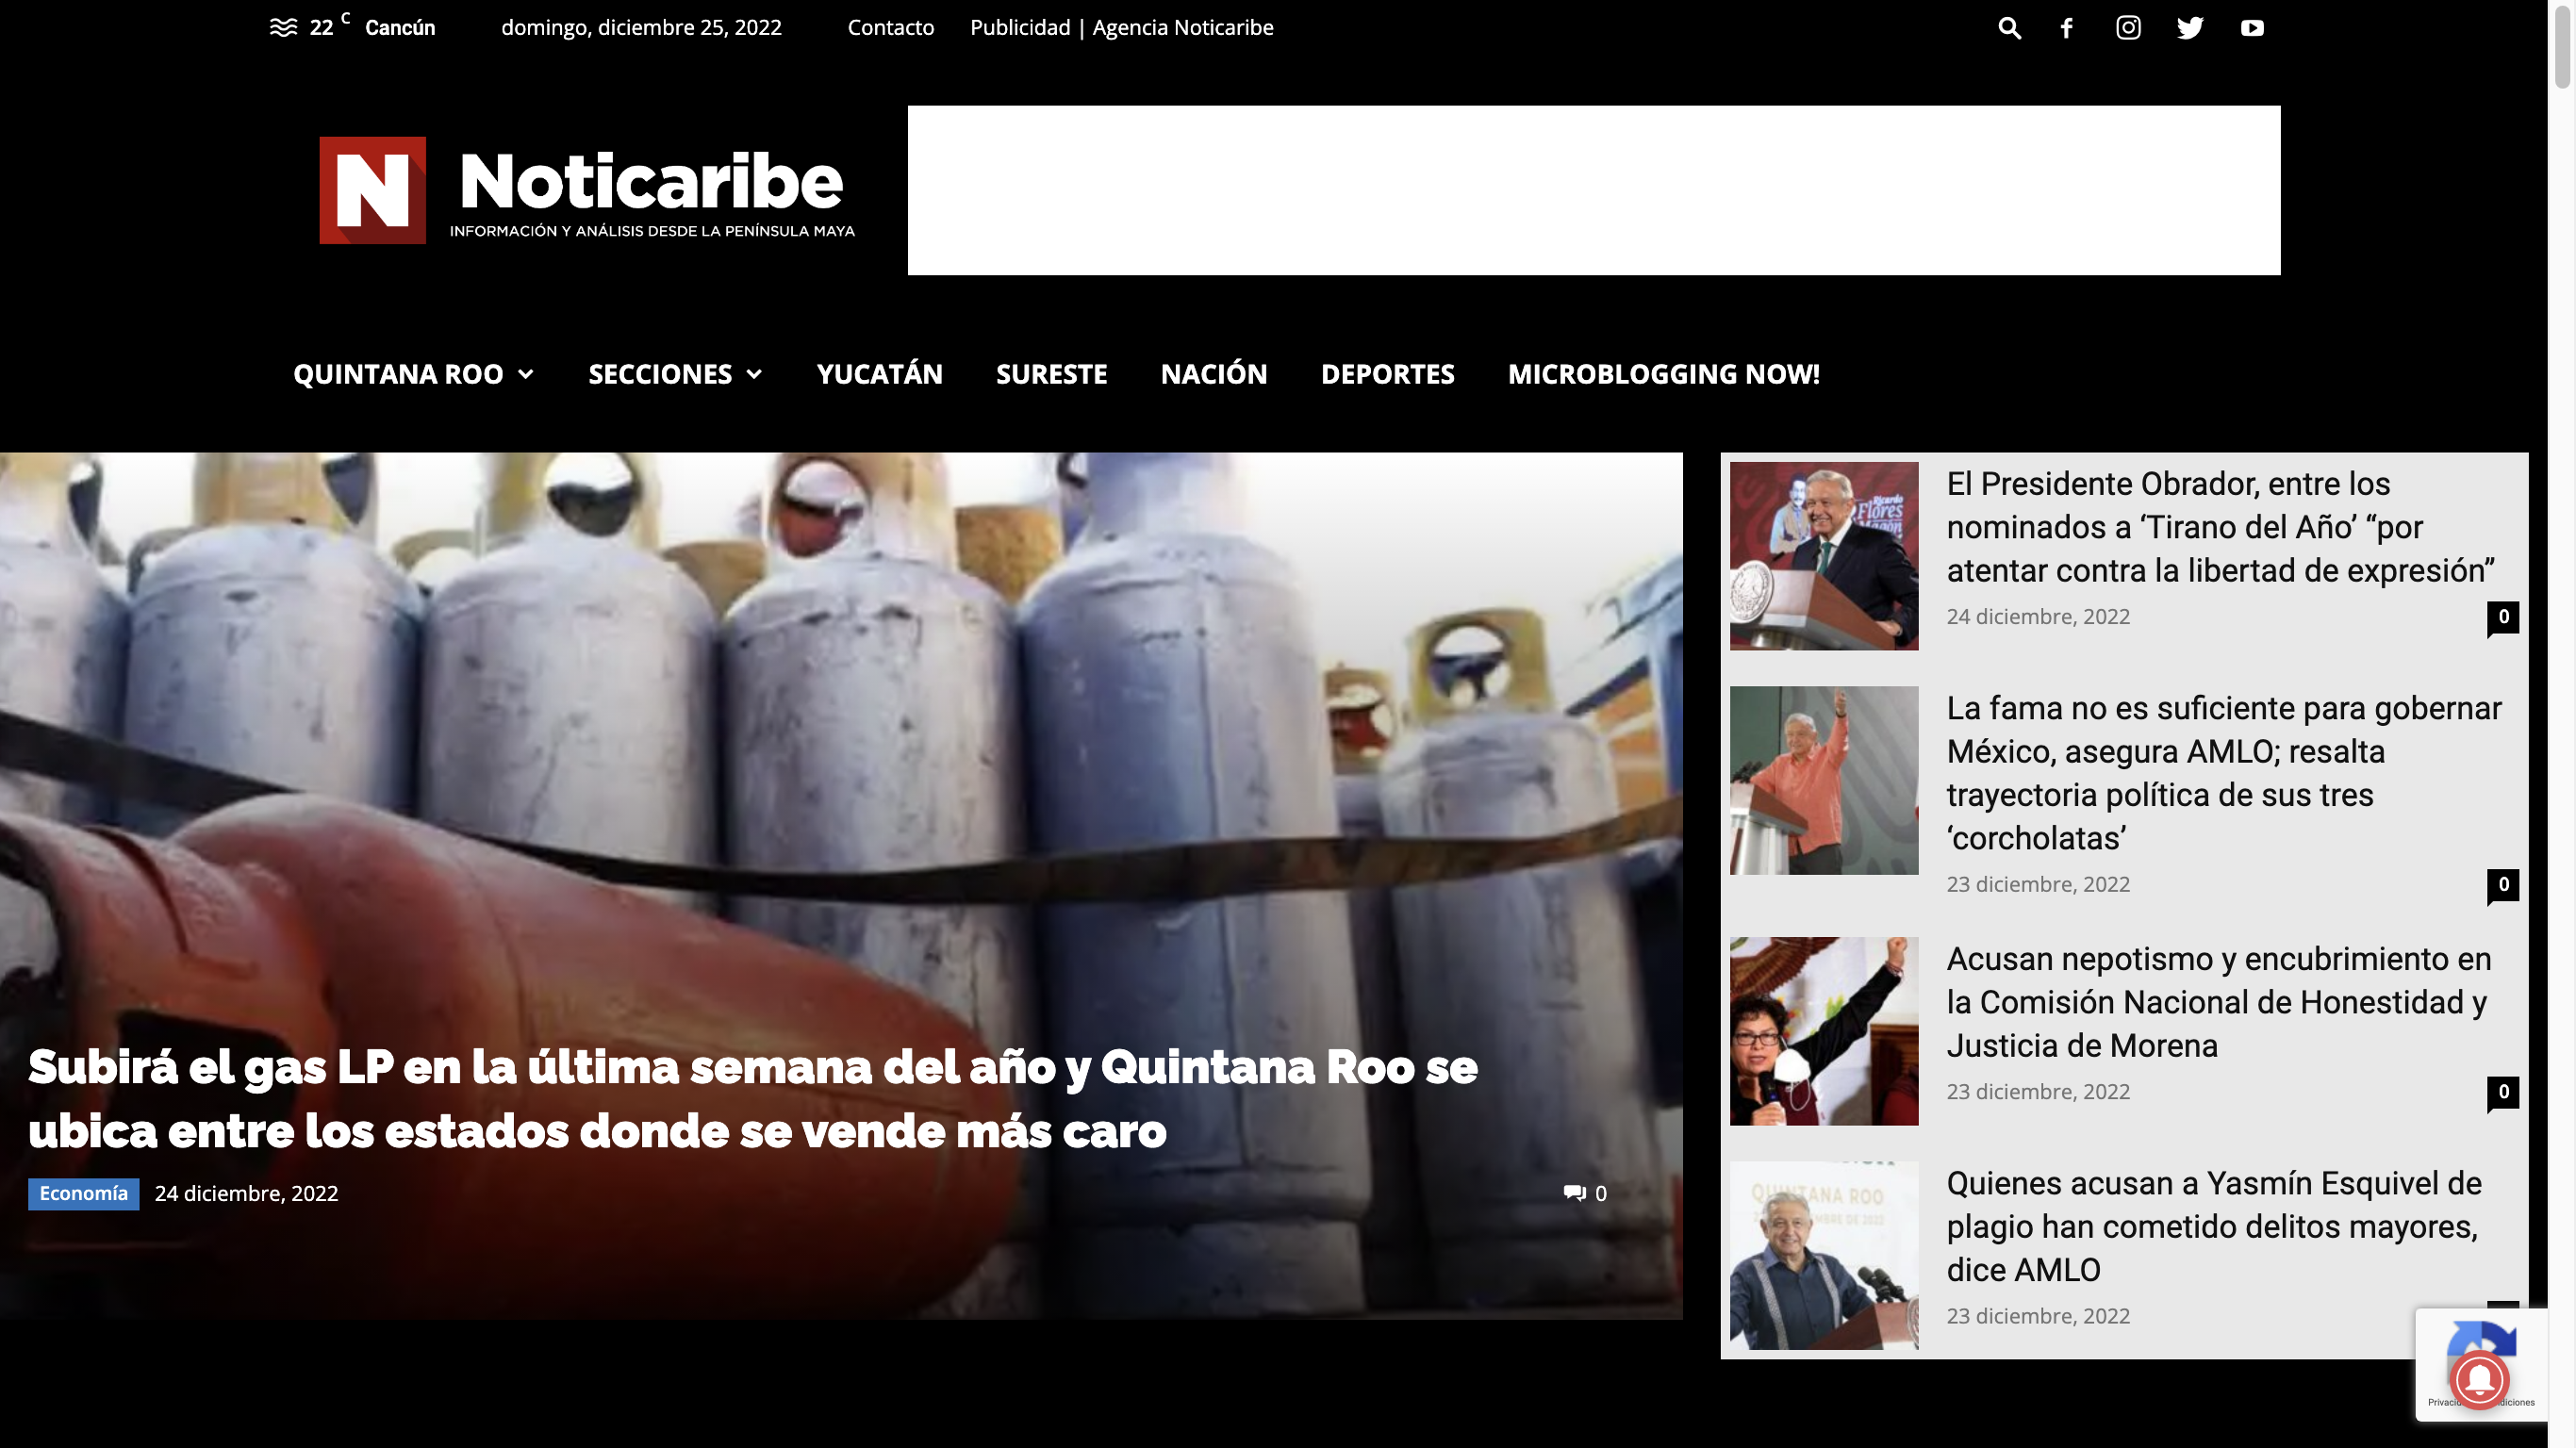 22 C Cancún domingo, diciembre 25, 2022 Contacto Publicidad | Agencia Noticaribe
N Noticaribe
INFORMACIÓN Y ANÁLISIS DESDE LA PENÍNSULA MAYA
QUINTANA ROO SECCIONES YUCATÁN SURESTE NACIÓN DEPORTES MICROBLOGGING NOW!
Subirá el gas LP en la última semana del año y Quintana Roo se
ubica entre los estados donde se vende más caro
Economía 24 diciembre, 2022 0
Ricardo
Flores
Magón
El Presidente Obrador, entre los
nominados a ‘Tirano del Año’ “por
atentar contra la libertad de expresión”
24 diciembre, 2022 0
La fama no es suficiente para gobernar
México, asegura AMLO; resalta
trayectoria política de sus tres
‘corcholatas’
23 diciembre, 2022 0
Acusan nepotismo y encubrimiento en
la Comisión Nacional de Honestidad y
Justicia de Morena
23 diciembre, 2022 0
QUINTANA ROO
Quienes acusan a Yasmín Esquivel de
plagio han cometido delitos mayores,
dice AMLO
23 diciembre, 2022